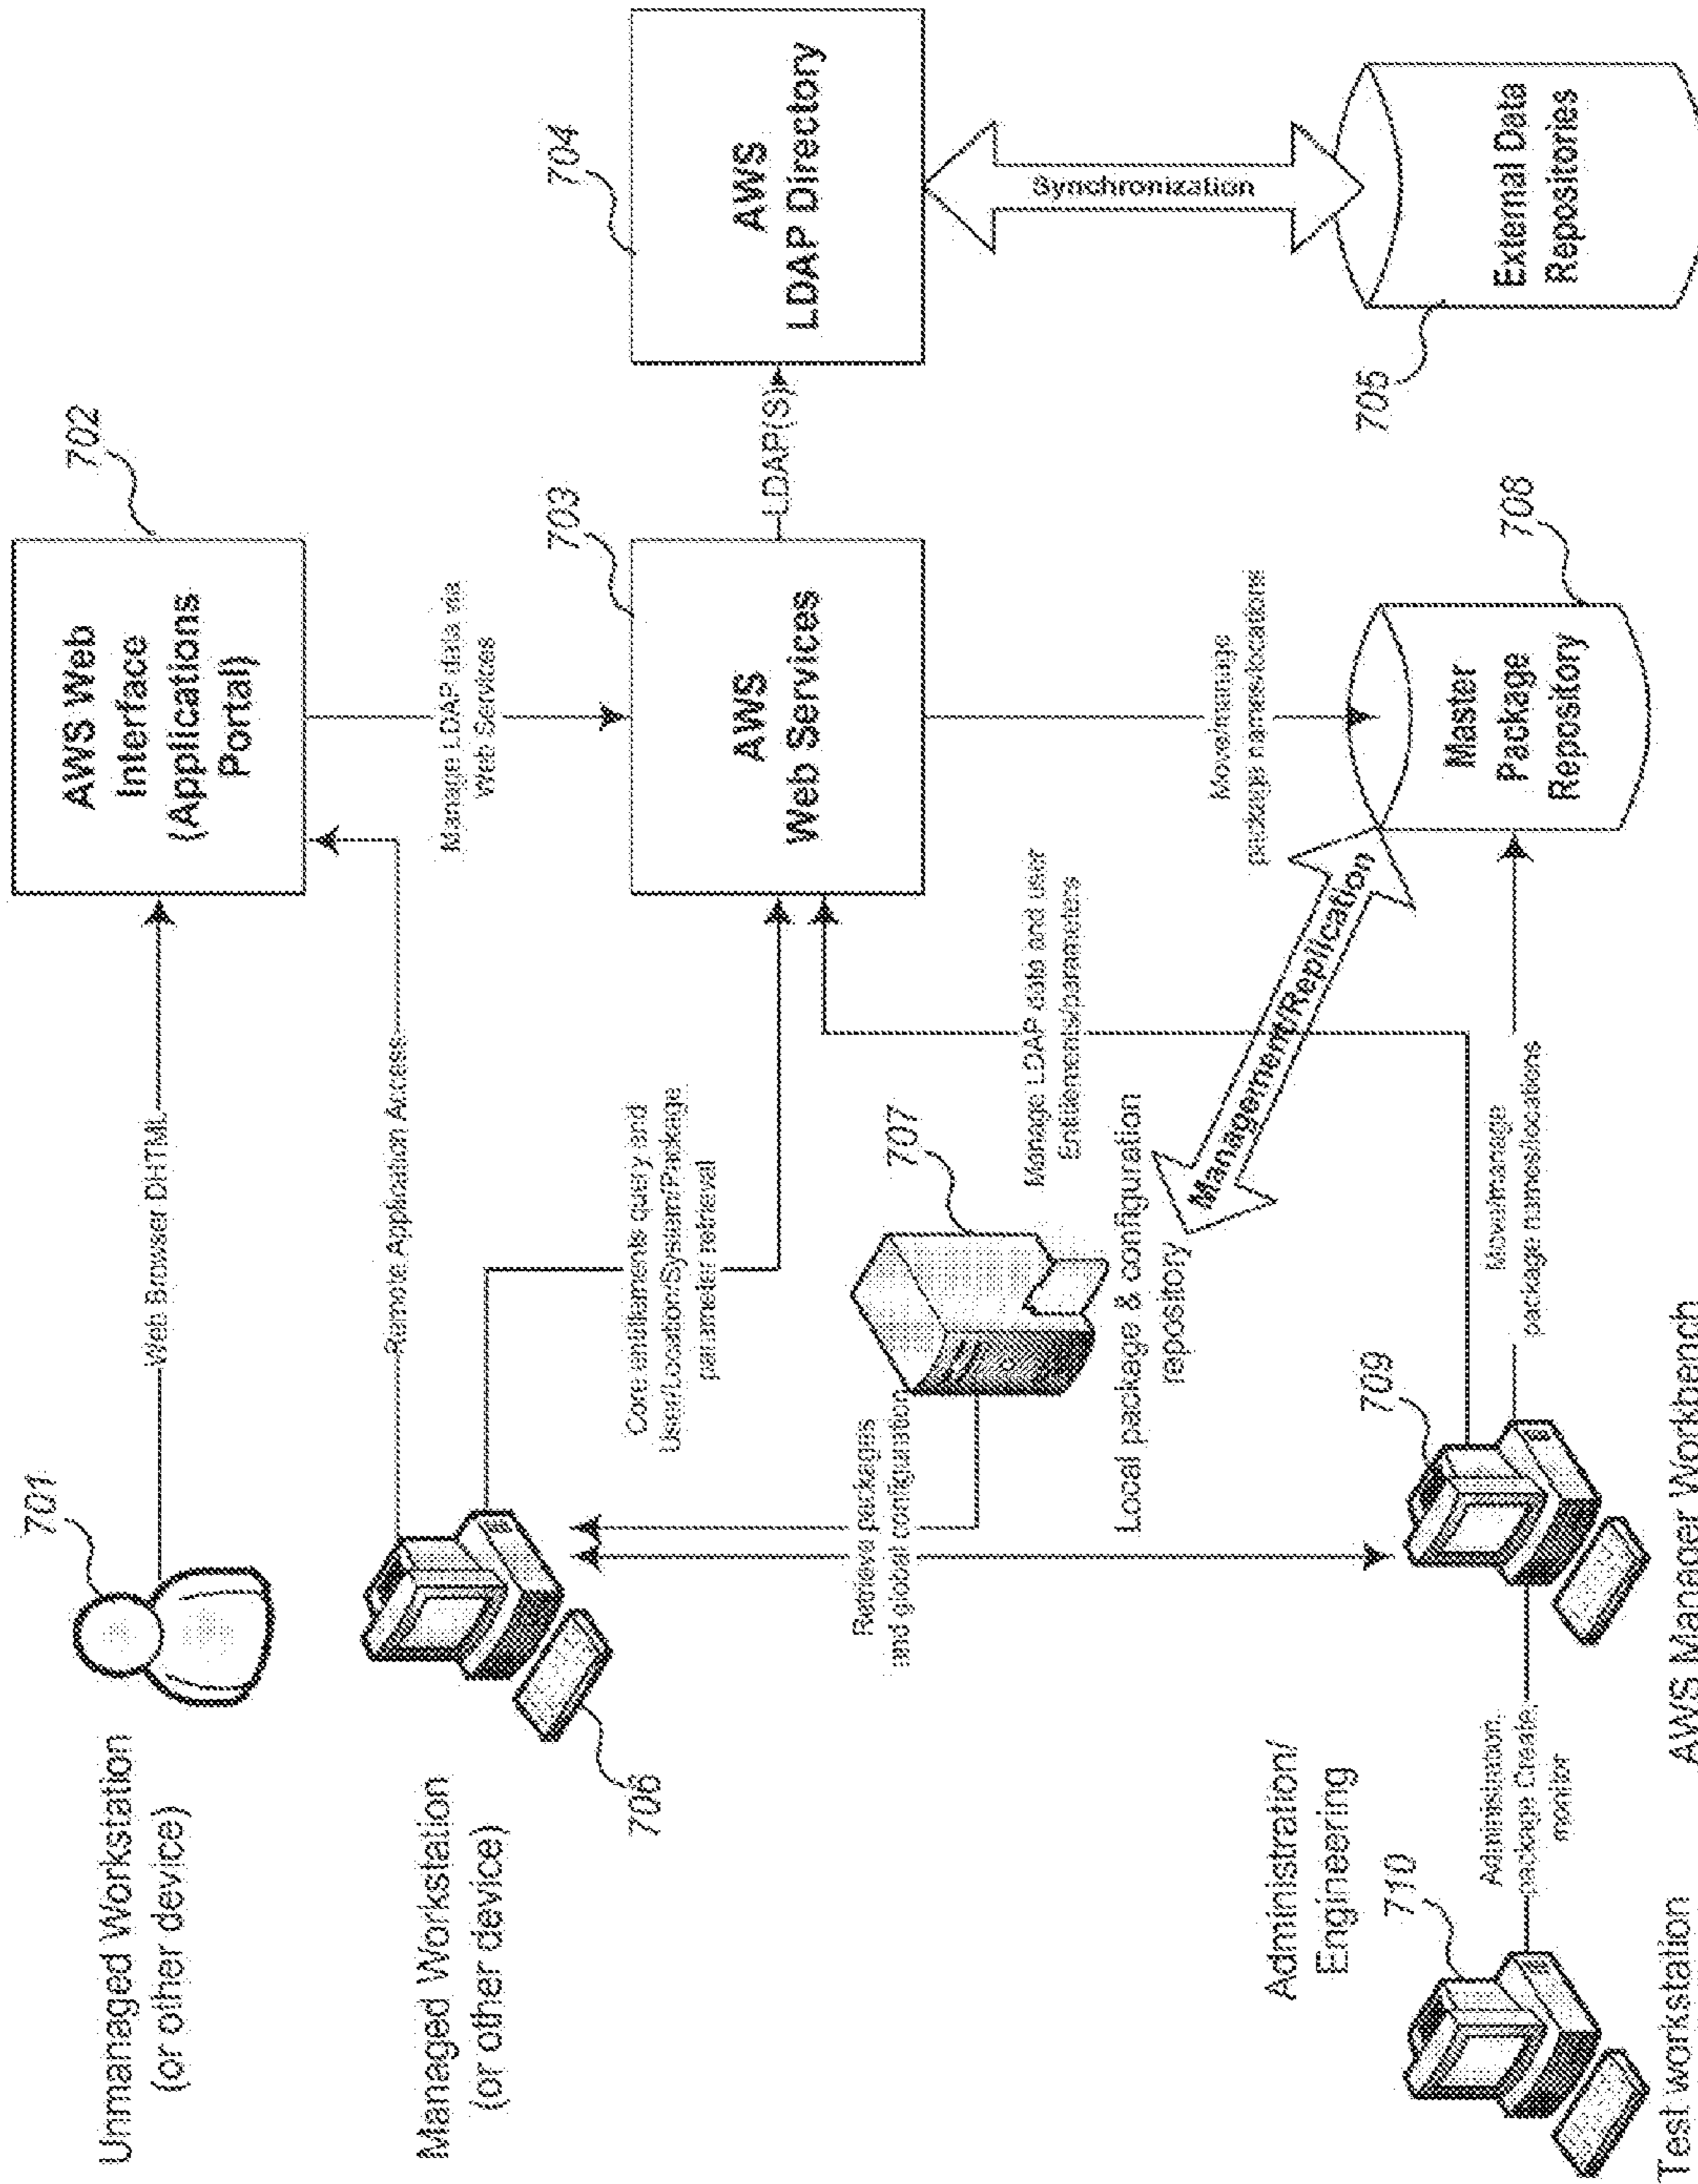 Unmanaged Workstation
(or other device)
701
Web Browser DHTML
AWS Web
Interface
(Applications
Portal)
702
Managed Workstation
(or other device)
706
Remote Application Access
Manage LDAP data via
Web Services
Core entitlements query and
User/Location/System/Package
parameter retrieval
AWS
Web Services
703
LDAP(S)
AWS
LDAP Directory
704
Retrieve packages
and global configuration
707
Local package & configuration
repository
Manage LDAP data and user
Entitlements/parameters
Management/Replication
Move/manage
package names/locations
Synchronization
Administration/
Engineering
710
Test workstation
Administration,
package Create,
monitor
709
AWS Manager Workbench
Move/manage
package names/locations
Master
Package
Repository
708
External Data
Repositories
705